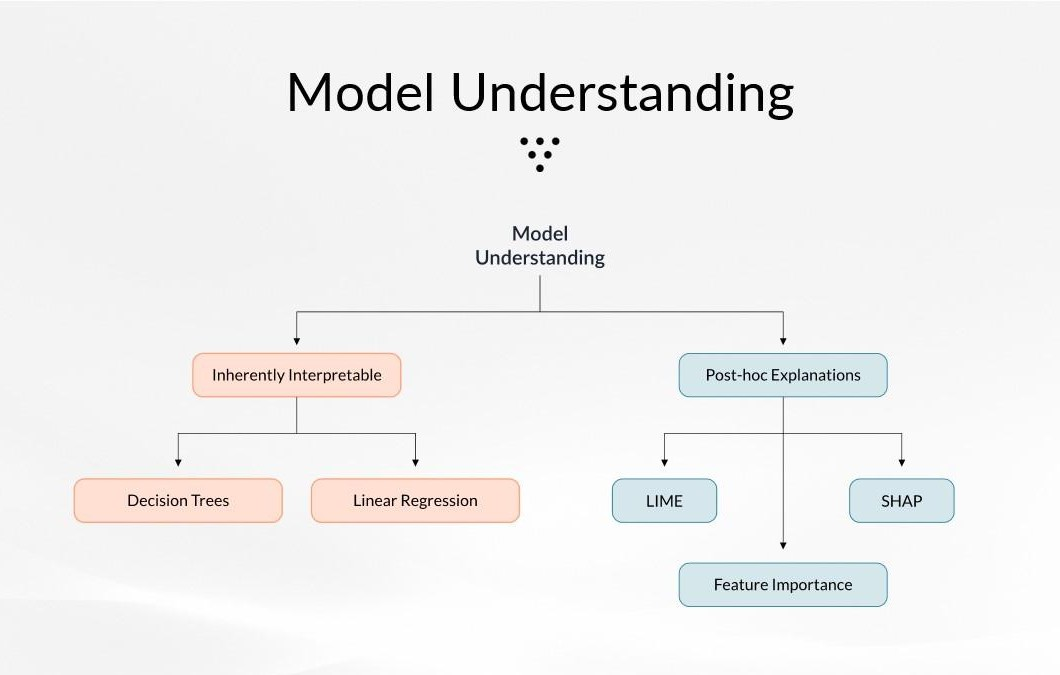 Model Understanding
Model
Understanding
Inherently Interpretable
Post-hoc Explanations
Decision Trees
Linear Regression
LIME
SHAP
Feature Importance